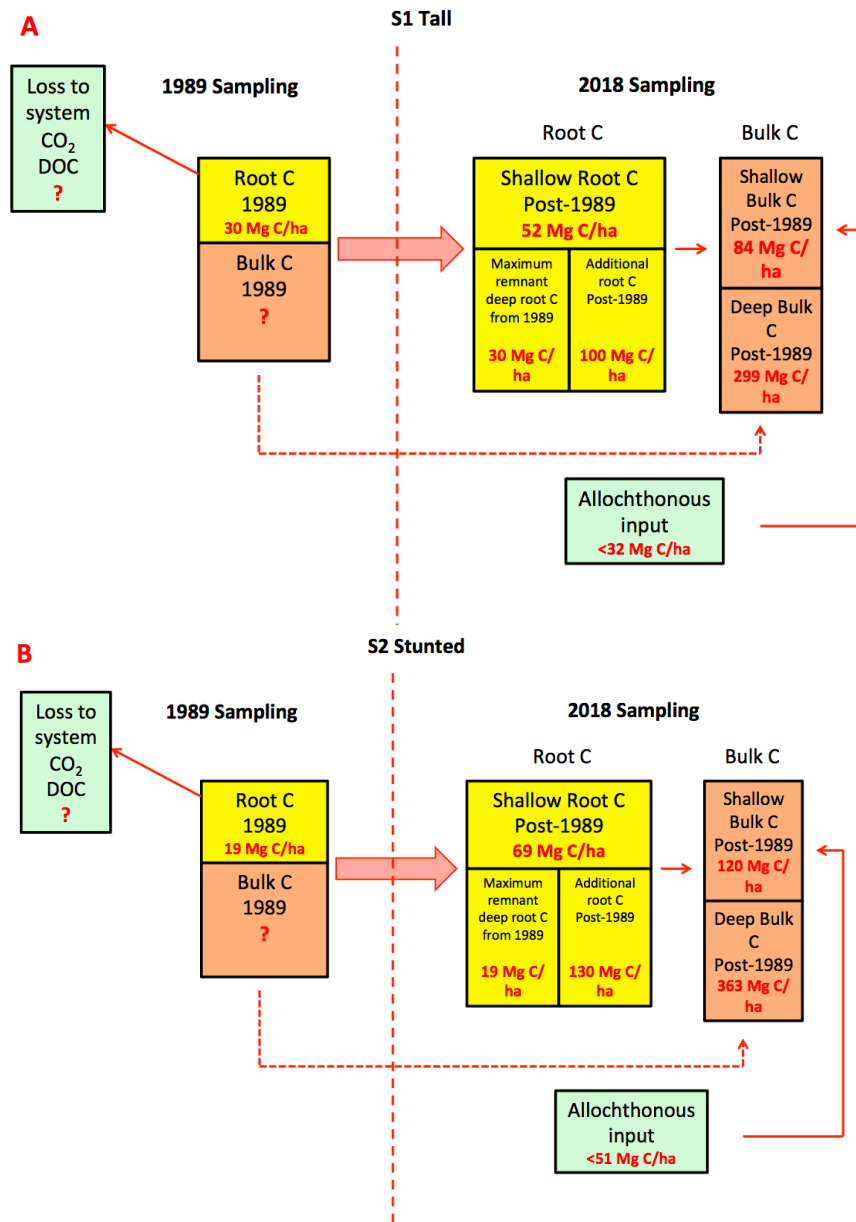 A
S1 Tall
Loss to
system
CO₂
DOC
?
1989 Sampling
Root C
1989
30 Mg C/ha
Bulk C
1989
?
2018 Sampling
Root C
Shallow Root C
Post-1989
52 Mg C/ha
Maximum
remnant
deep root C
from 1989
30 Mg C/
ha
Additional
root C
Post-1989
100 Mg C/
ha
Bulk C
Shallow
Bulk C
Post-1989
84 Mg C/
ha
Deep Bulk
C
Post-1989
299 Mg C/
ha
Allochthonous
input
<32 Mg C/ha
B
S2 Stunted
Loss to
system
CO₂
DOC
?
1989 Sampling
Root C
1989
19 Mg C/ha
Bulk C
1989
?
2018 Sampling
Root C
Shallow Root C
Post-1989
69 Mg C/ha
Maximum
remnant
deep root C
from 1989
19 Mg C/
ha
Additional
root C
Post-1989
130 Mg C/
ha
Bulk C
Shallow
Bulk C
Post-1989
120 Mg C/
ha
Deep Bulk
C
Post-1989
363 Mg C/
ha
Allochthonous
input
<51 Mg C/ha